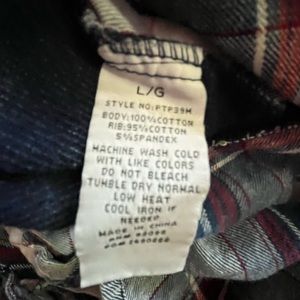 L/G
STYLE NO:PTP39M
BODY:100%COTTON
RIB:95%COTTON
5%SPANDEX
MACHINE WASH COLD
WITH LIKE COLORS
DO NOT BLEACH
TUMBLE DRY NORMAL
LOW HEAT
COOL IRON IF
NEEDED
MADE IN CHINA